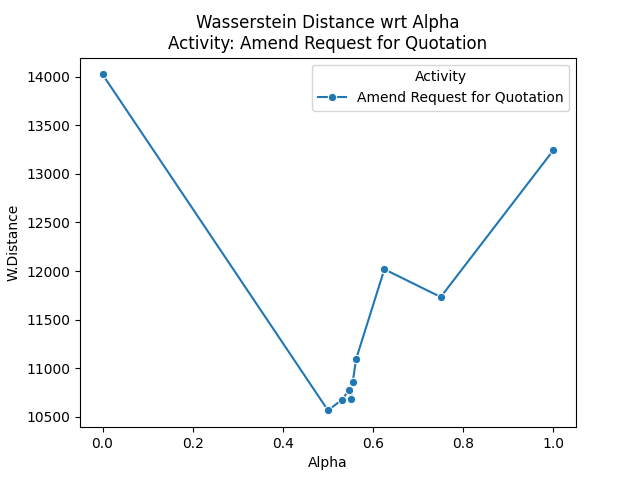 Wasserstein Distance wrt Alpha
Activity: Amend Request for Quotation
Activity
Amend Request for Quotation
14000
13500
13000
12500
12000
11500
11000
10500
W.Distance
0.0 0.2 0.4 0.6 0.8 1.0
Alpha